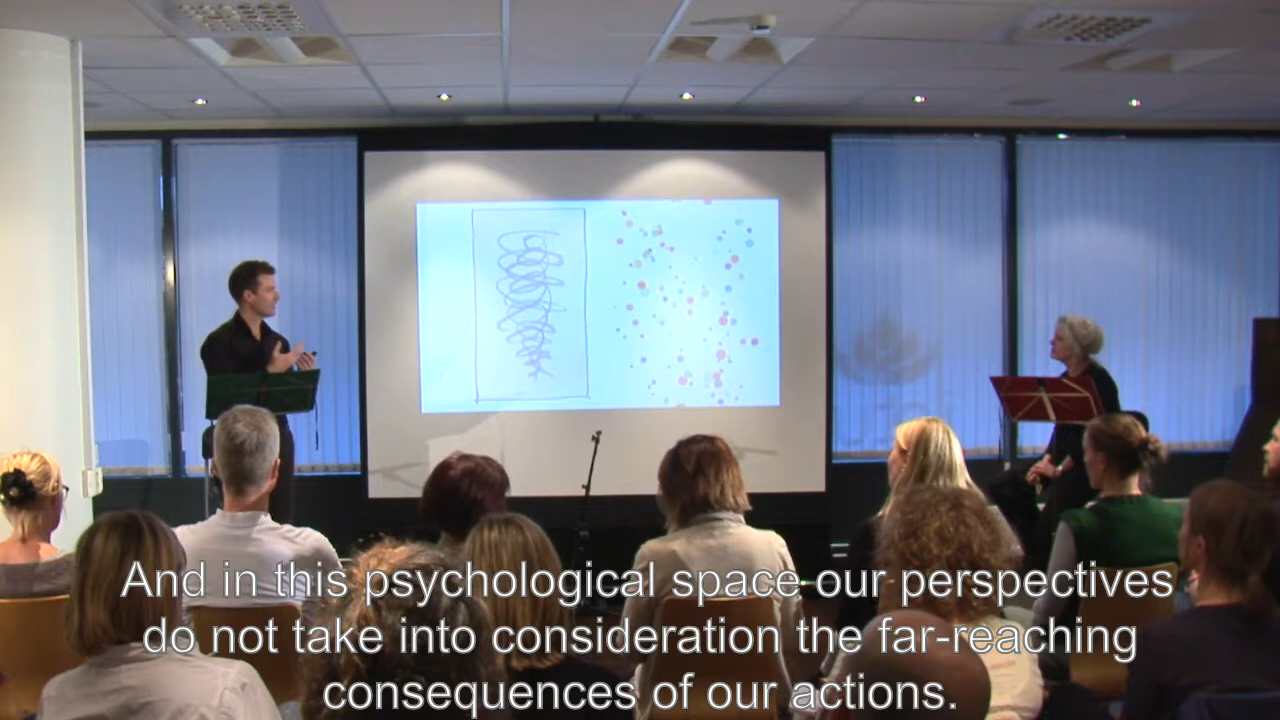 And in this psychological space our perspectives
do not take into consideration the far-reaching
consequences of our actions.